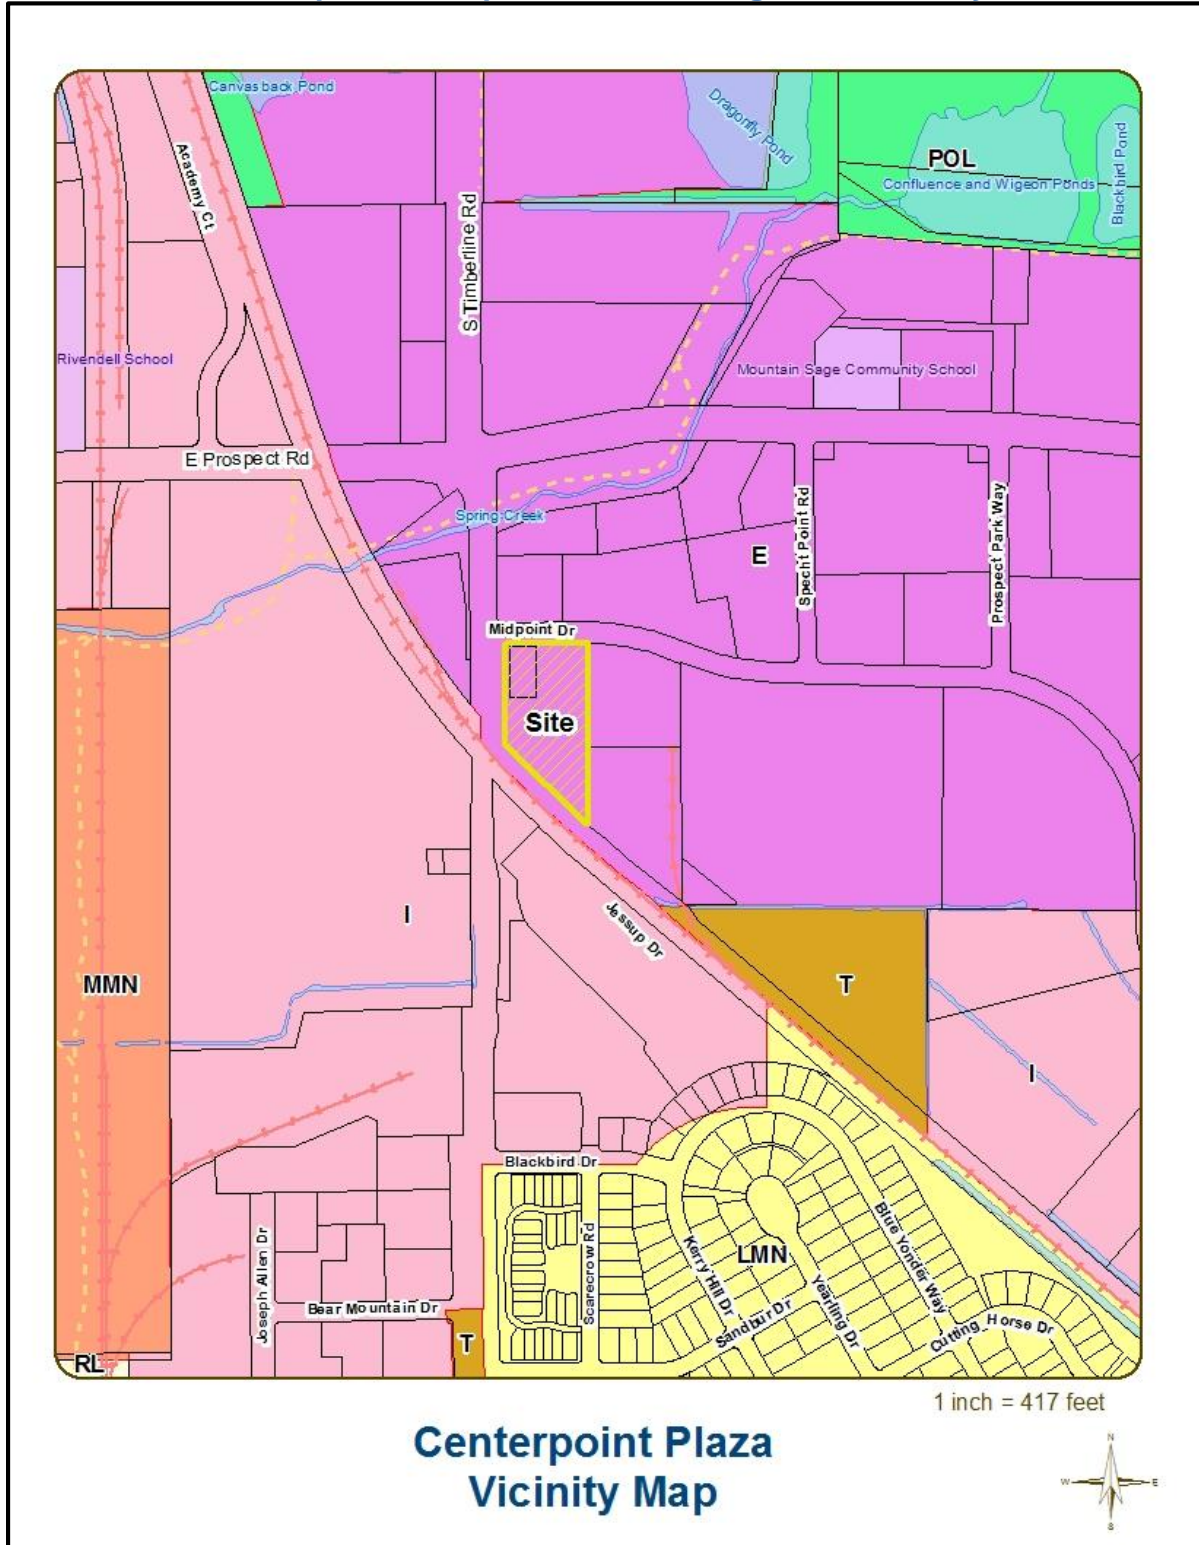 Canvasback Pond
Dragonfly Pond
Academy Ct
POL
Confluence and Wigeon Ponds
Blackbird Pond
S Timberline Rd
Rivendell School
Mountain Sage Community School
E Prospect Rd
Spring Creek
E
Specht Point Rd
Prospect Park Way
Midpoint Dr
Site
I
Jessup Dr
MMN
T
I
Blackbird Dr
Scarecrow Rd
Kerry Hill Dr
LMN
Blue Yonder Way
Yearling Dr
Joseph Allen Dr
Bear Mountain Dr
Sandbur Dr
Cutting Horse Dr
T
RL
1 inch = 417 feet
Centerpoint Plaza
Vicinity Map
N
W
E
S